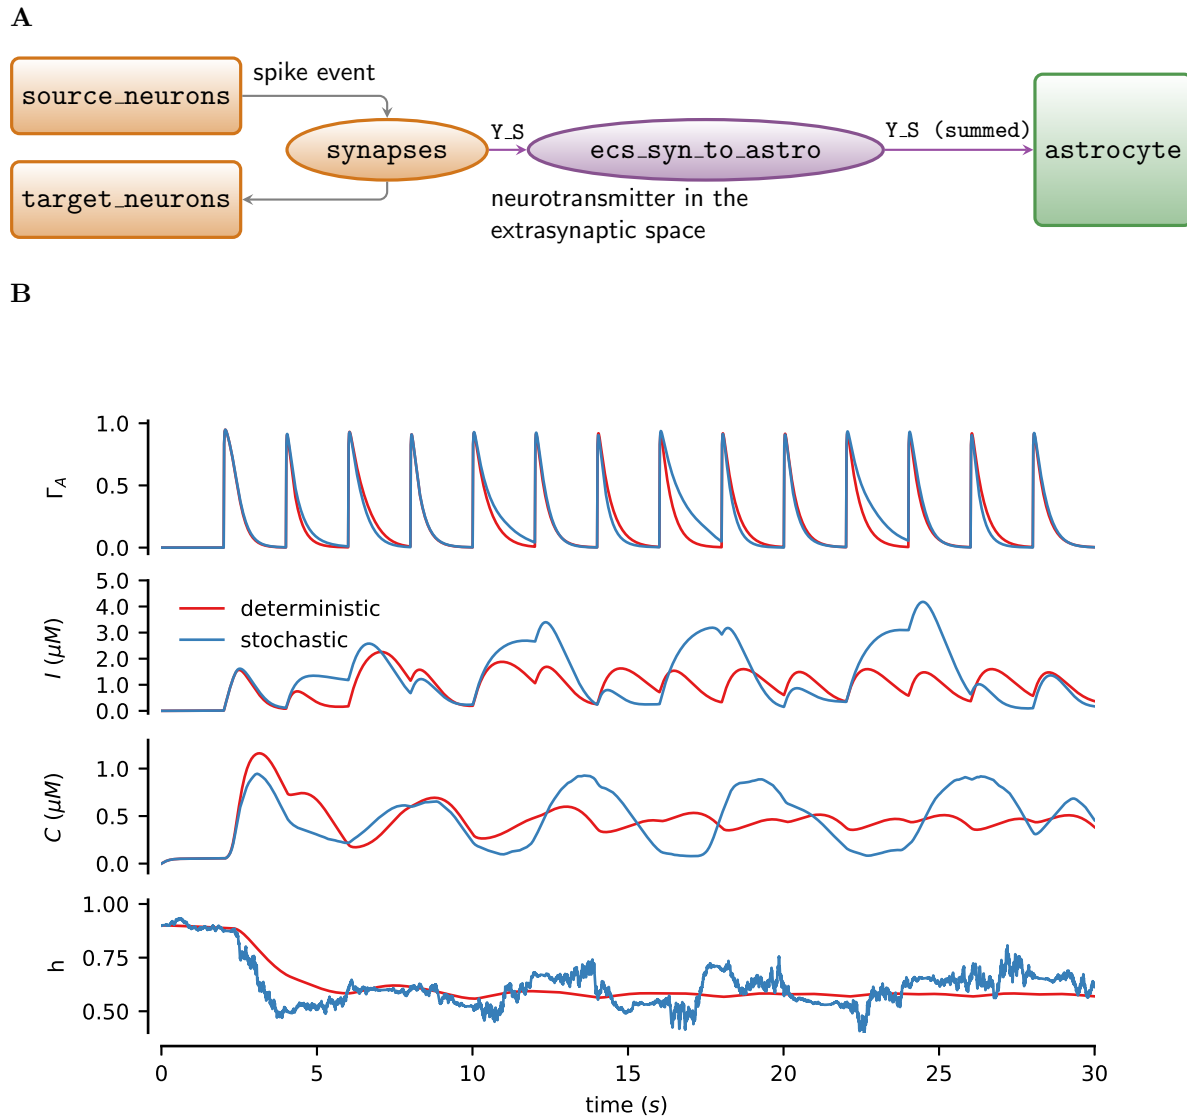 A
spike event
source_neurons
synapses
Y_S
ecs_syn_to_astro
Y_S (summed)
astrocyte
target_neurons
neurotransmitter in the
extrasynaptic space
B
1.0
0.5
0.0
Γ_A
5.0
4.0
3.0
2.0
1.0
0.0
I (μM)
deterministic
stochastic
1.0
0.5
0.0
C (μM)
1.00
0.75
0.50
h
0 5 10 15 20 25 30
time (s)